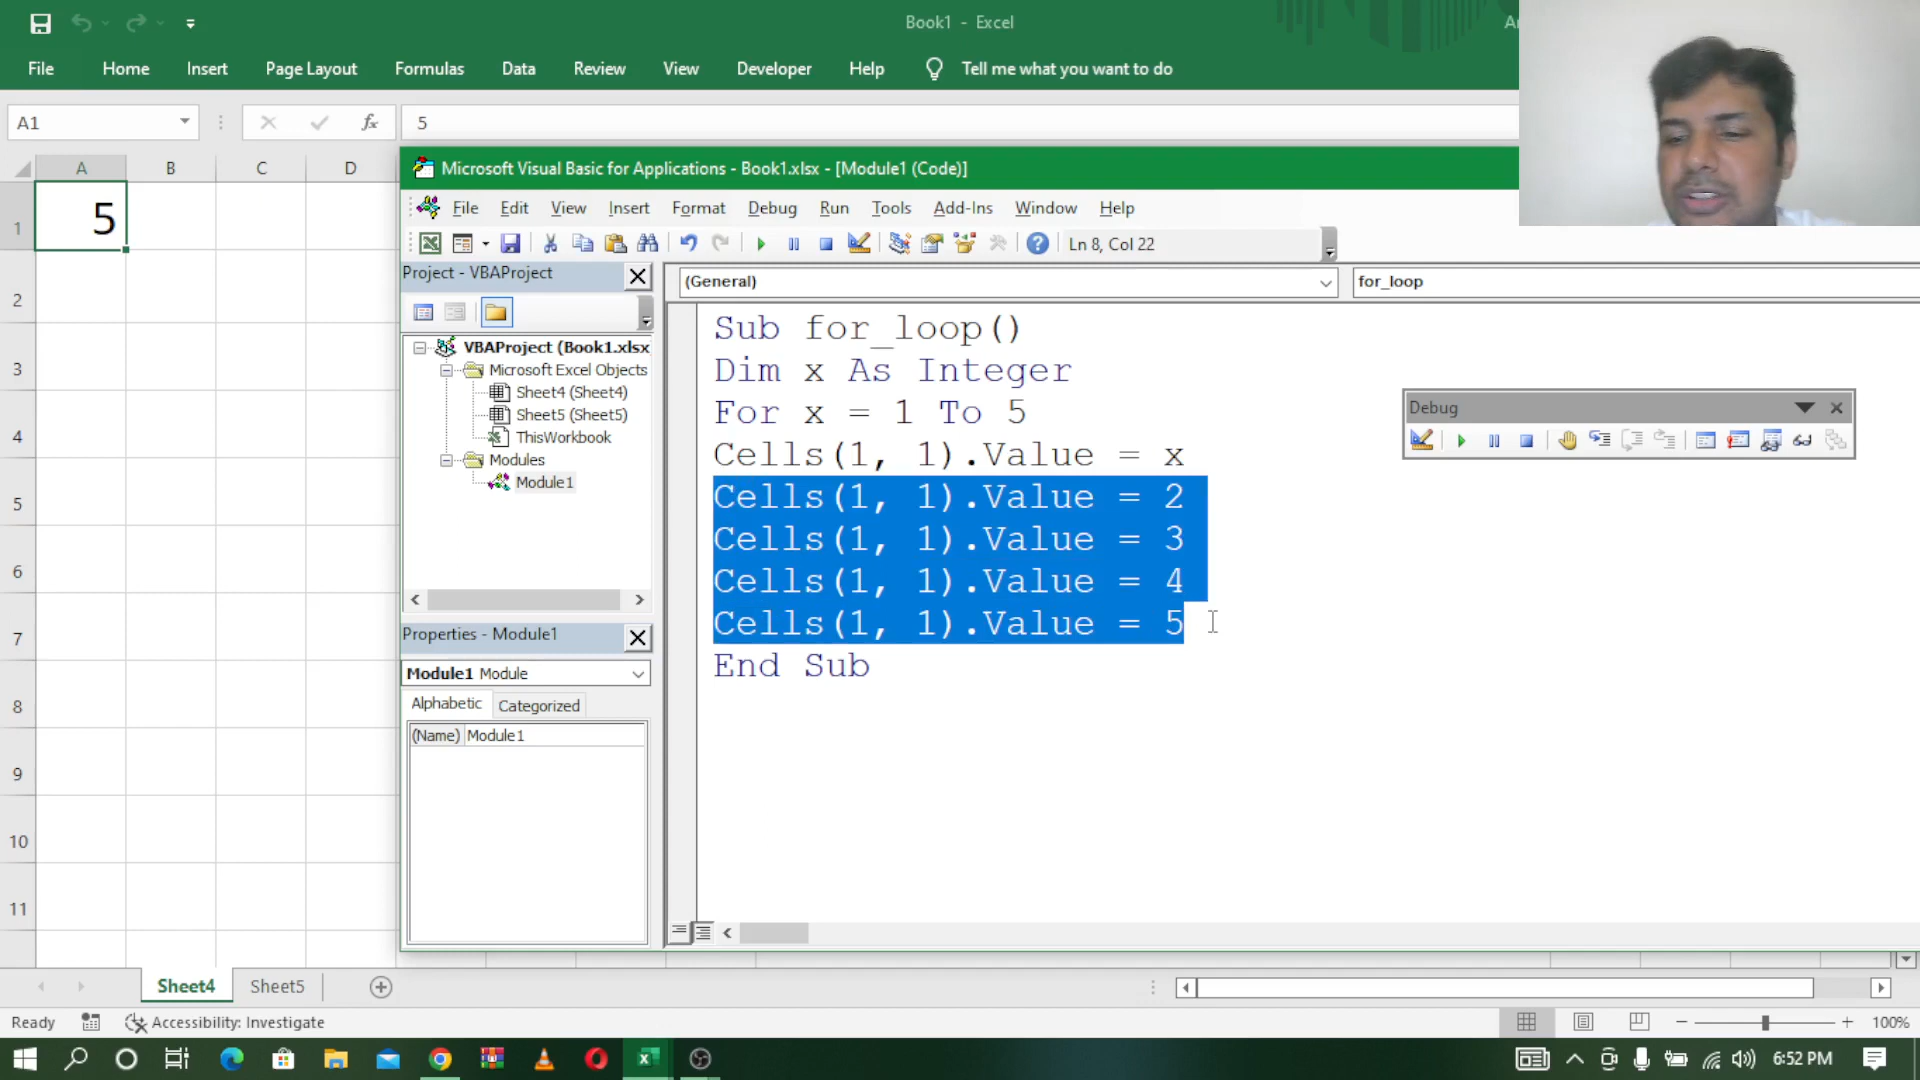 Book1 - Excel
File Home Insert Page Layout Formulas Data Review View Developer Help Tell me what you want to do
A1 fx 5
A B C D
1 5
2
3
4
5
6
7
8
9
10
11
Microsoft Visual Basic for Applications - Book1.xlsx - [Module1 (Code)]
File Edit View Insert Format Debug Run Tools Add-Ins Window Help
Ln 8, Col 22
Project - VBAProject
VBAProject (Book1.xlsx
Microsoft Excel Objects
Sheet4 (Sheet4)
Sheet5 (Sheet5)
ThisWorkbook
Modules
Module1
Properties - Module1
Module1 Module
Alphabetic Categorized
(Name) Module1
(General) for_loop
Sub for_loop()
Dim x As Integer
For x = 1 To 5
Cells(1, 1).Value = x
Cells(1, 1).Value = 2
Cells(1, 1).Value = 3
Cells(1, 1).Value = 4
Cells(1, 1).Value = 5
End Sub
Debug
Sheet4 Sheet5
Ready Accessibility: Investigate 100%
6:52 PM